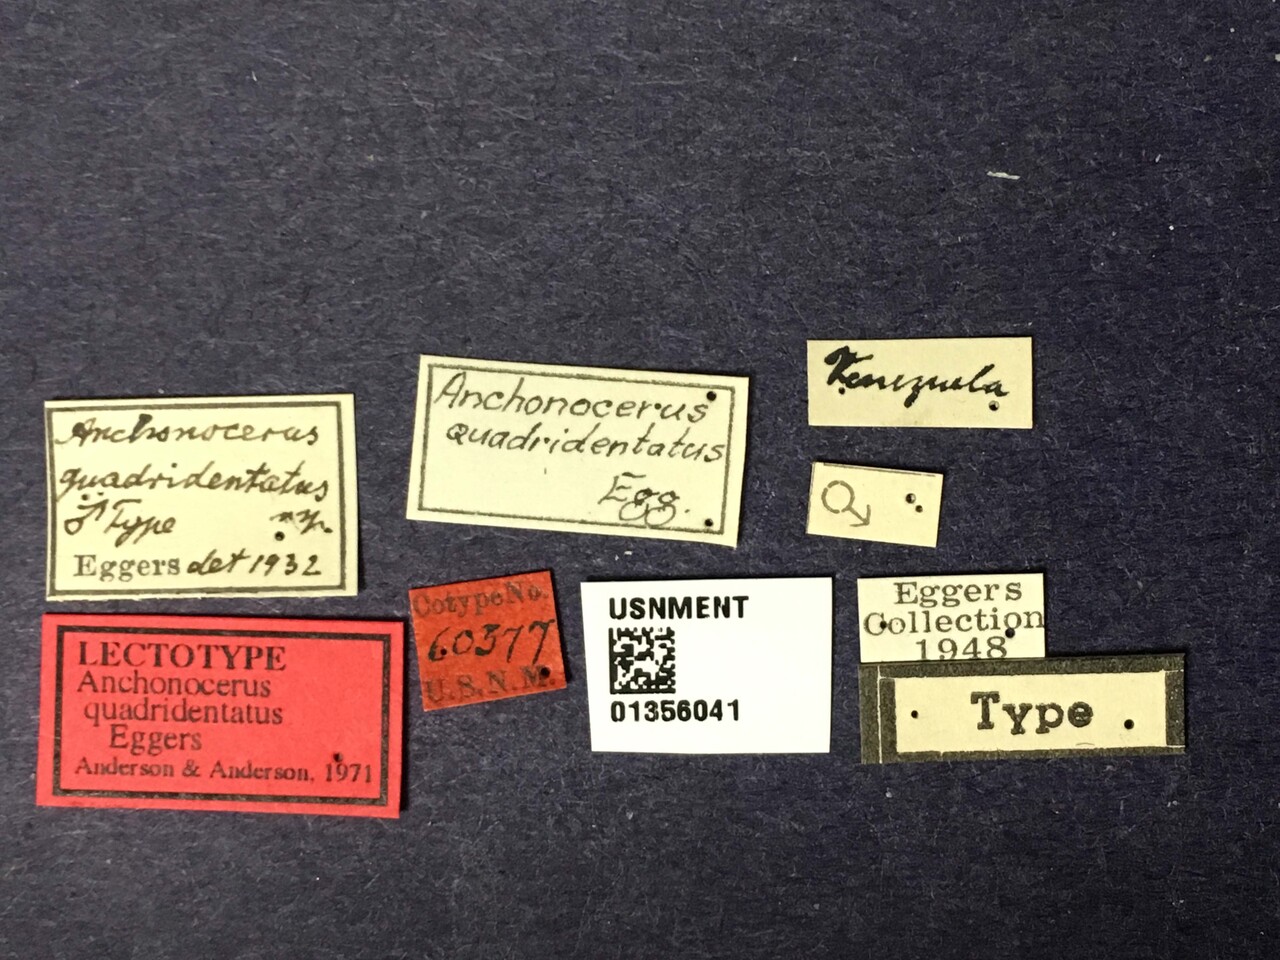 Anchonocerus
quadridentatus
♂ Type
Eggers det 1932
Anchonocerus
quadridentatus
Egg.
Venezuela
♂
LECTOTYPE
Anchonocerus
quadridentatus
Eggers
Anderson & Anderson, 1971
Cotype No.
60377
U.S.N.M.
USNMENT
01356041
Eggers
Collection
1948
Type